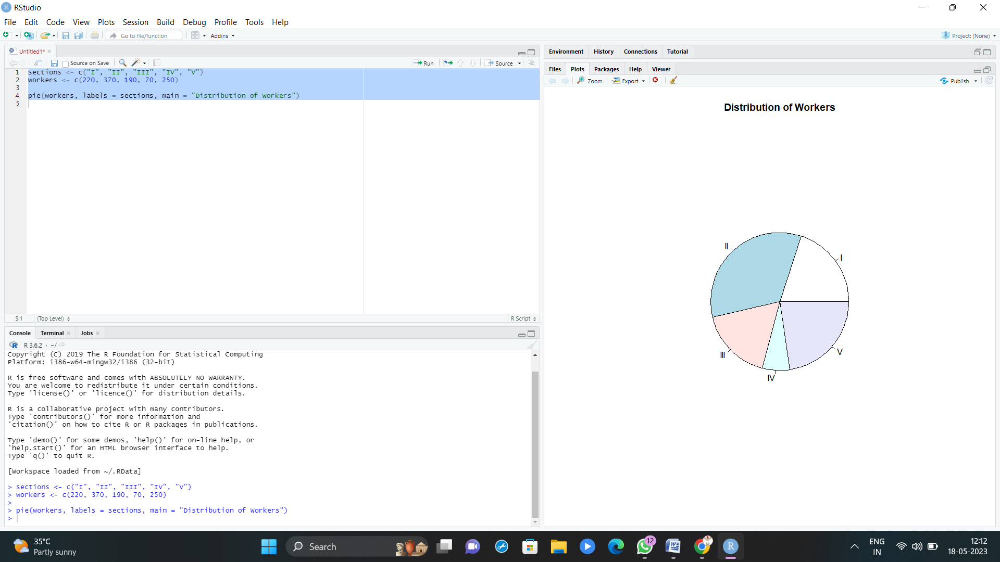 RStudio
File Edit Code View Plots Session Build Debug Profile Tools Help
Go to file/function Addins Project: (None)
Untitled1*
Source on Save Run Source
1 sections <- c("I", "II", "III", "IV", "V")
2 workers <- c(220, 370, 190, 70, 250)
3
4 pie(workers, labels = sections, main = "Distribution of Workers")
5
5:1 (Top Level) R Script
Console Terminal Jobs
R 3.6.2 · ~/
Copyright (C) 2019 The R Foundation for Statistical Computing
Platform: i386-w64-mingw32/i386 (32-bit)
R is free software and comes with ABSOLUTELY NO WARRANTY.
You are welcome to redistribute it under certain conditions.
Type 'license()' or 'licence()' for distribution details.
R is a collaborative project with many contributors.
Type 'contributors()' for more information and
'citation()' on how to cite R or R packages in publications.
Type 'demo()' for some demos, 'help()' for on-line help, or
'help.start()' for an HTML browser interface to help.
Type 'q()' to quit R.
[Workspace loaded from ~/.RData]
> sections <- c("I", "II", "III", "IV", "V")
> workers <- c(220, 370, 190, 70, 250)
>
> pie(workers, labels = sections, main = "Distribution of Workers")
>
Environment History Connections Tutorial
Files Plots Packages Help Viewer
Zoom Export Publish
Distribution of Workers
II
I
III
V
IV
35°C
Partly sunny
Search
12
ENG
IN
12:12
18-05-2023